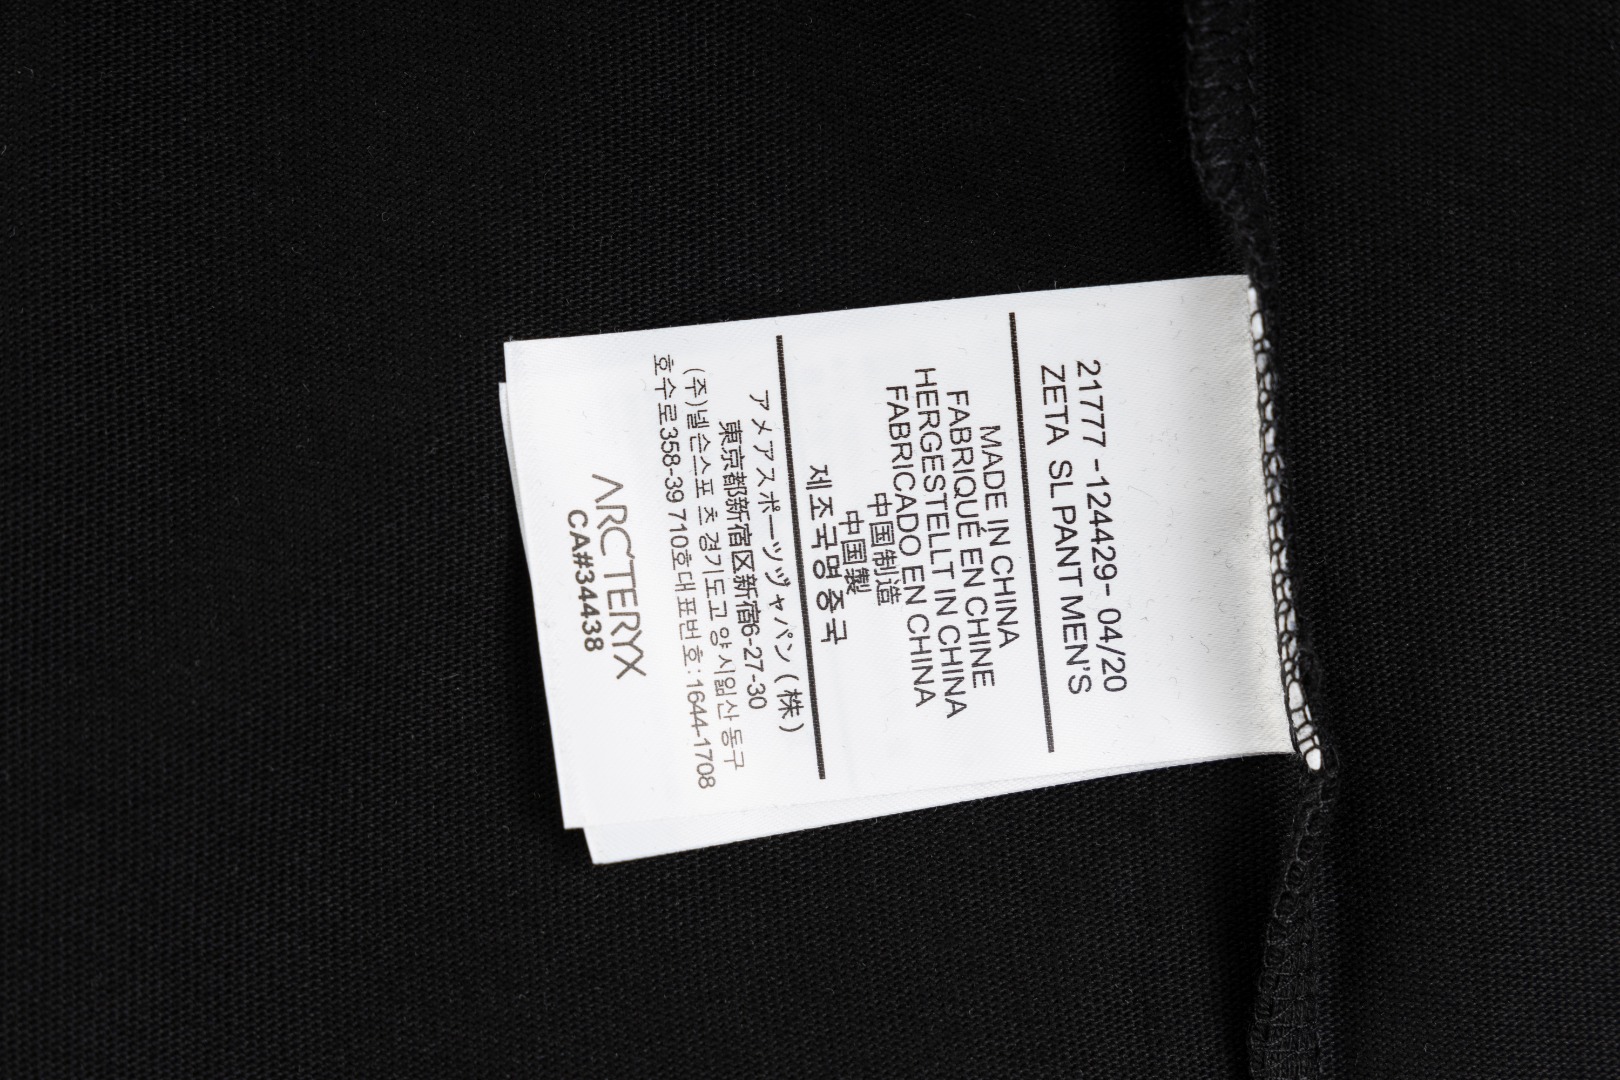 21777 -124429- 04/20
ZETA SL PANT MEN'S
MADE IN CHINA
FABRIQUÉ EN CHINE
HERGESTELLT IN CHINA
FABRICADO EN CHINA
中国制造
中国製
제조국명 중국
アメアスポーツジャパン(株)
東京都新宿区新宿6-27-30
(주)넬슨스포 츠 경기도고 양 시일산 동구
호수로358-39 710호대표번호:1644-1708
ARC'TERYX
CA#34438